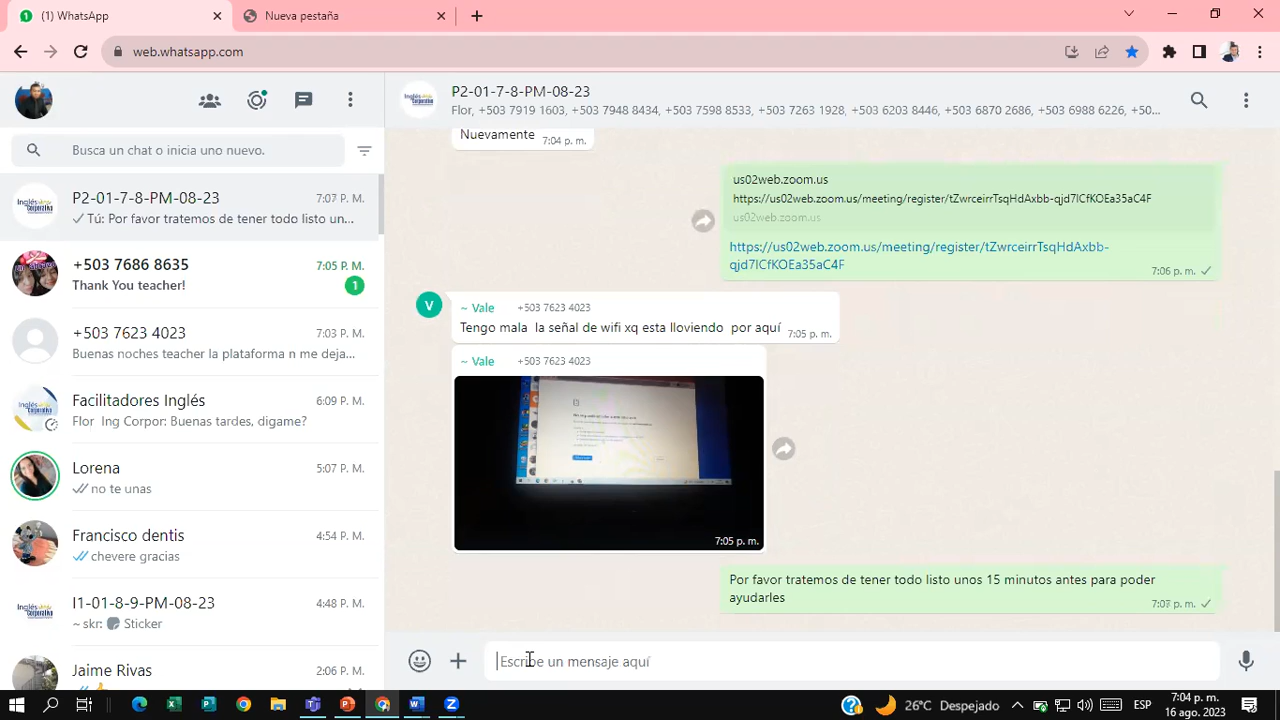 (1) WhatsApp
Nueva pestaña
web.whatsapp.com
P2-01-7-8-PM-08-23
Flor, +503 7919 1603, +503 7948 8434, +503 7598 8533, +503 7263 1928, +503 6203 8446, +503 6870 2686, +503 6988 6226, +50...
Busca un chat o inicia uno nuevo.
P2-01-7-8-PM-08-23 7:07 P. M.
Tú: Por favor tratemos de tener todo listo un...
+503 7686 8635 7:05 P. M.
Thank You teacher! 1
+503 7623 4023 7:03 P. M.
Buenas noches teacher la plataforma n me deja...
Facilitadores Inglés 6:09 P. M.
Flor Ing Corpor: Buenas tardes, digame?
Lorena 5:07 P. M.
no te unas
Francisco dentis 4:54 P. M.
chevere gracias
I1-01-8-9-PM-08-23 4:48 P. M.
~ skr: Sticker
Jaime Rivas 2:06 P. M.
Nuevamente 7:04 p. m.
us02web.zoom.us
https://us02web.zoom.us/meeting/register/tZwrceirrTsqHdAxbb-qjd7lCfKOEa35aC4F
us02web.zoom.us
https://us02web.zoom.us/meeting/register/tZwrceirrTsqHdAxbb-
qjd7lCfKOEa35aC4F
7:06 p. m.
V
~ Vale +503 7623 4023
Tengo mala la señal de wifi xq esta lloviendo por aquí 7:05 p. m.
~ Vale +503 7623 4023
7:05 p. m.
Por favor tratemos de tener todo listo unos 15 minutos antes para poder
ayudarles
7:07 p. m.
Escribe un mensaje aquí
26°C Despejado
ESP
7:04 p. m.
16 ago. 2023